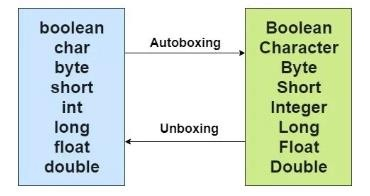 boolean
char
byte
short
int
long
float
double
Autoboxing
Unboxing
Boolean
Character
Byte
Short
Integer
Long
Float
Double